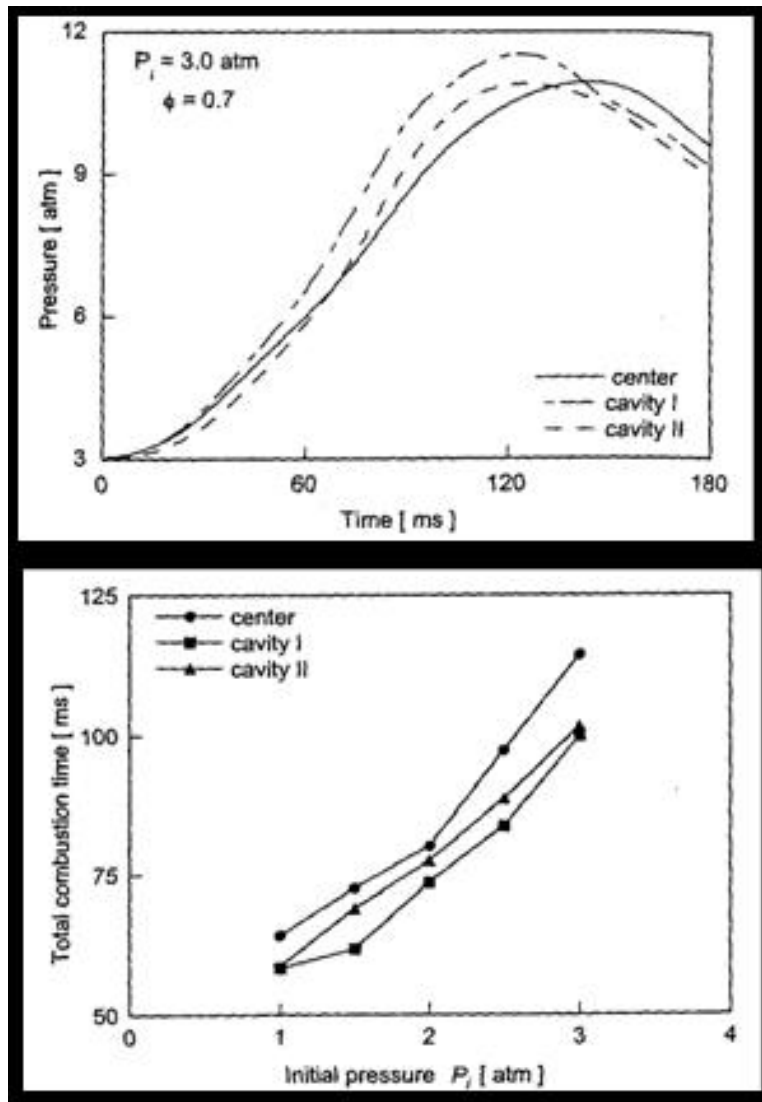 12
P_i = 3.0 atm
ϕ = 0.7
9
Pressure [ atm ]
6
center
cavity I
cavity II
3
0 60 120 180
Time [ ms ]
125
center
cavity I
cavity II
100
Total combustion time [ ms ]
75
50
0 1 2 3 4
Initial pressure P_i [ atm ]